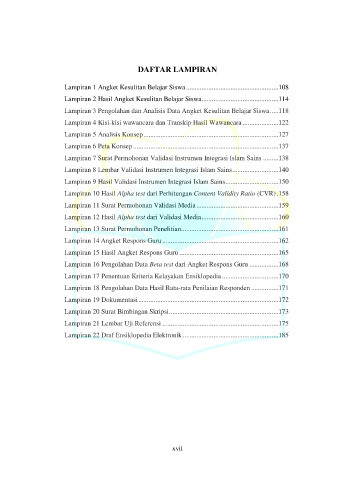 DAFTAR LAMPIRAN
Lampiran 1 Angket Kesulitan Belajar Siswa ..................................................108
Lampiran 2 Hasil Angket Kesulitan Belajar Siswa..........................................114
Lampiran 3 Pengolahan dan Analisis Data Angket Kesulitan Belajar Siswa.....118
Lampiran 4 Kisi-kisi wawancara dan Transkip Hasil Wawancara....................122
Lampiran 5 Analisis Konsep..........................................................................127
Lampiran 6 Peta Konsep ...............................................................................137
Lampiran 7 Surat Permohonan Validasi Instrumen Integrasi Islam Sains .........138
Lampiran 8 Lembar Validasi Instrumen Integrasi Islam Sains..........................140
Lampiran 9 Hasil Validasi Instrumen Integrasi Islam Sains.............................150
Lampiran 10 Hasil Alpha test dari Perhitungan Content Validity Ratio (CVR).158
Lampiran 11 Surat Permohonan Validasi Media .............................................159
Lampiran 12 Hasil Alpha test dari Validasi Media...........................................160
Lampiran 13 Surat Permohonan Penelitian.....................................................161
Lampiran 14 Angket Respons Guru................................................................162
Lampiran 15 Hasil Angket Respons Guru .......................................................165
Lampiran 16 Pengolahan Data Beta test dari Angket Respons Guru ................168
Lampiran 17 Penentuan Kriteria Kelayakan Ensiklopedia...............................170
Lampiran 18 Pengolahan Data Hasil Rata-rata Penilaian Responden ...............171
Lampiran 19 Dokumentasi.............................................................................172
Lampiran 20 Surat Bimbingan Skripsi............................................................173
Lampiran 21 Lembar Uji Referensi ................................................................175
Lampiran 22 Draf Ensiklopedia Elektronik.....................................................185
xvii